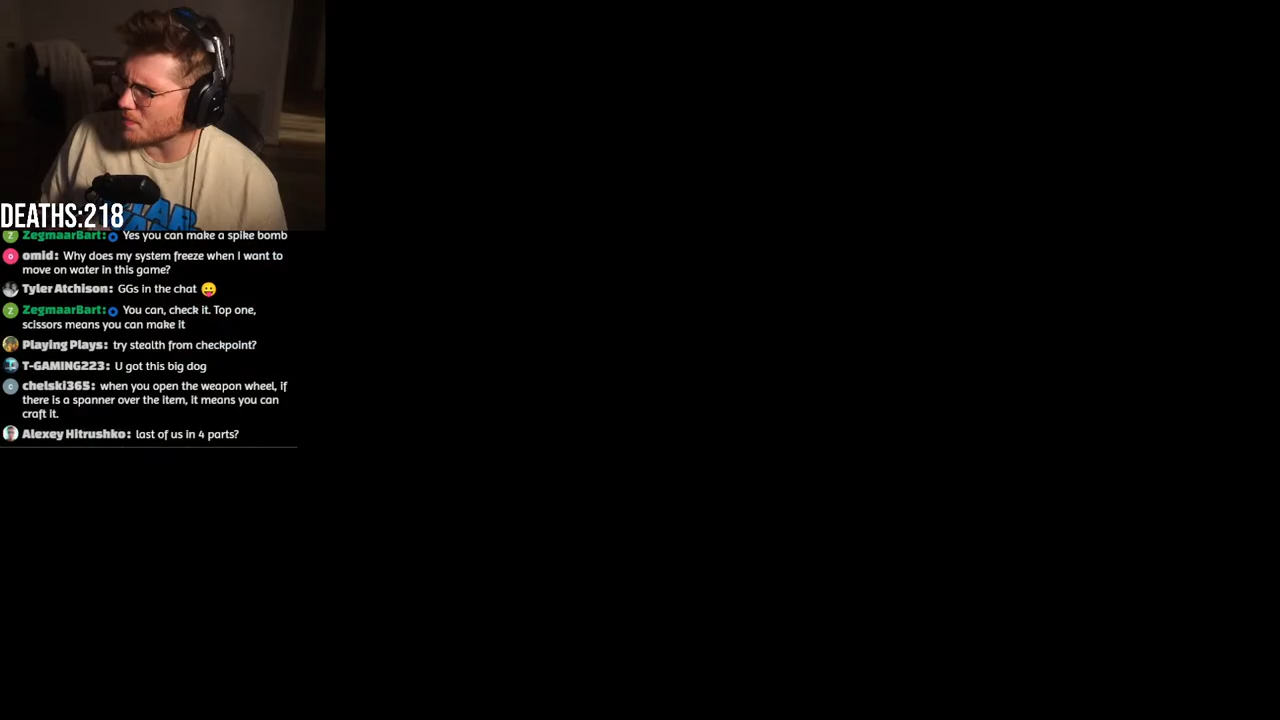 DEATHS:218
ZegmaarBart: Yes you can make a spike bomb
omid: Why does my system freeze when I want to
move on water in this game?
Tyler Atchison: GGs in the chat 😛
ZegmaarBart: You can, check it. Top one,
scissors means you can make it
Playing Plays: try stealth from checkpoint?
T-GAMING223: U got this big dog
chelski365: when you open the weapon wheel, if
there is a spanner over the item, it means you can
craft it.
Alexey Hitrushko: last of us in 4 parts?